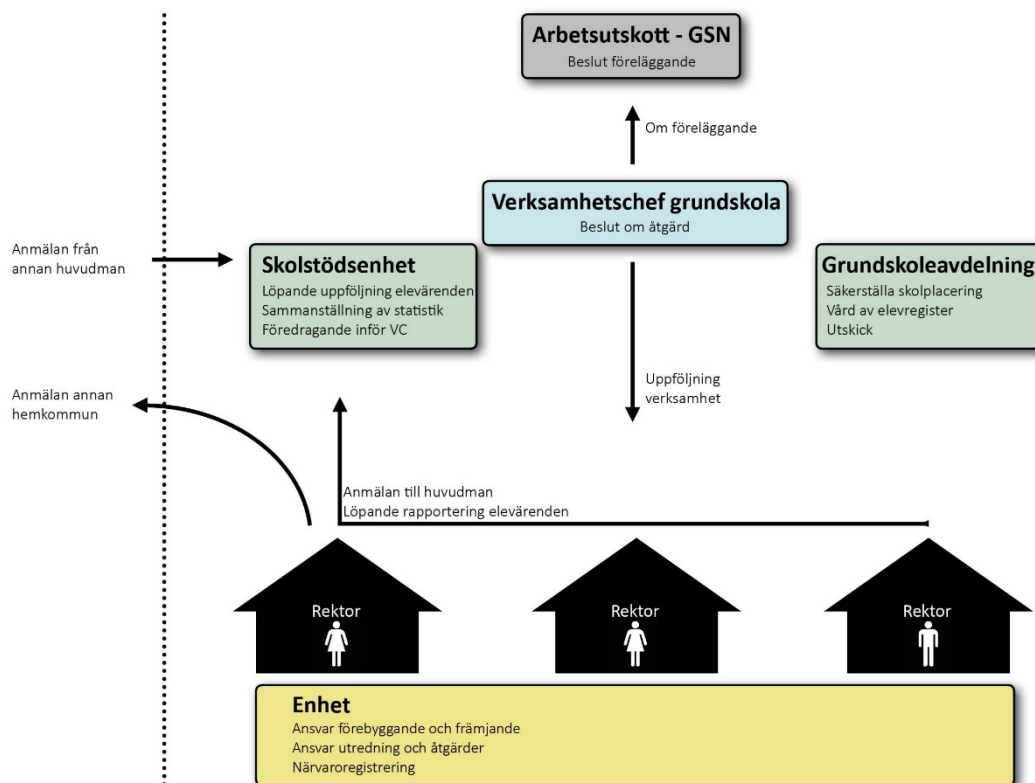 Arbetsutskott - GSN
Beslut föreläggande
Om föreläggande
Verksamhetschef grundskola
Beslut om åtgärd
Anmälan från
annan huvudman
Skolstödsenhet
Löpande uppföljning elevärenden
Sammanställning av statistik
Föredragande inför VC
Grundskoleavdelning
Säkerställa skolplacering
Vård av elevregister
Utskick
Anmälan annan
hemkommun
Uppföljning
verksamhet
Anmälan till huvudman
Löpande rapportering elevärenden
Rektor
Rektor
Rektor
Enhet
Ansvar förebyggande och främjande
Ansvar utredning och åtgärder
Närvaroregistrering